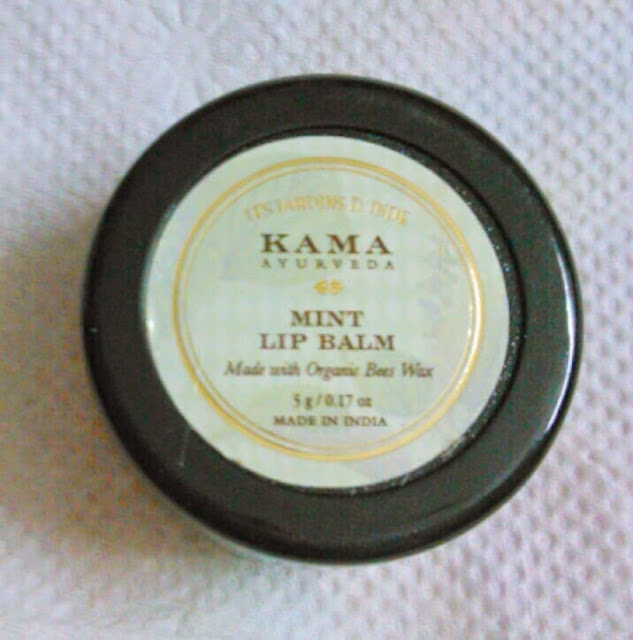 LES JARDINS D'INDE
KAMA
AYURVEDA
MINT
LIP BALM
Made with Organic Bees Wax
5 g / 0.17 oz
MADE IN INDIA